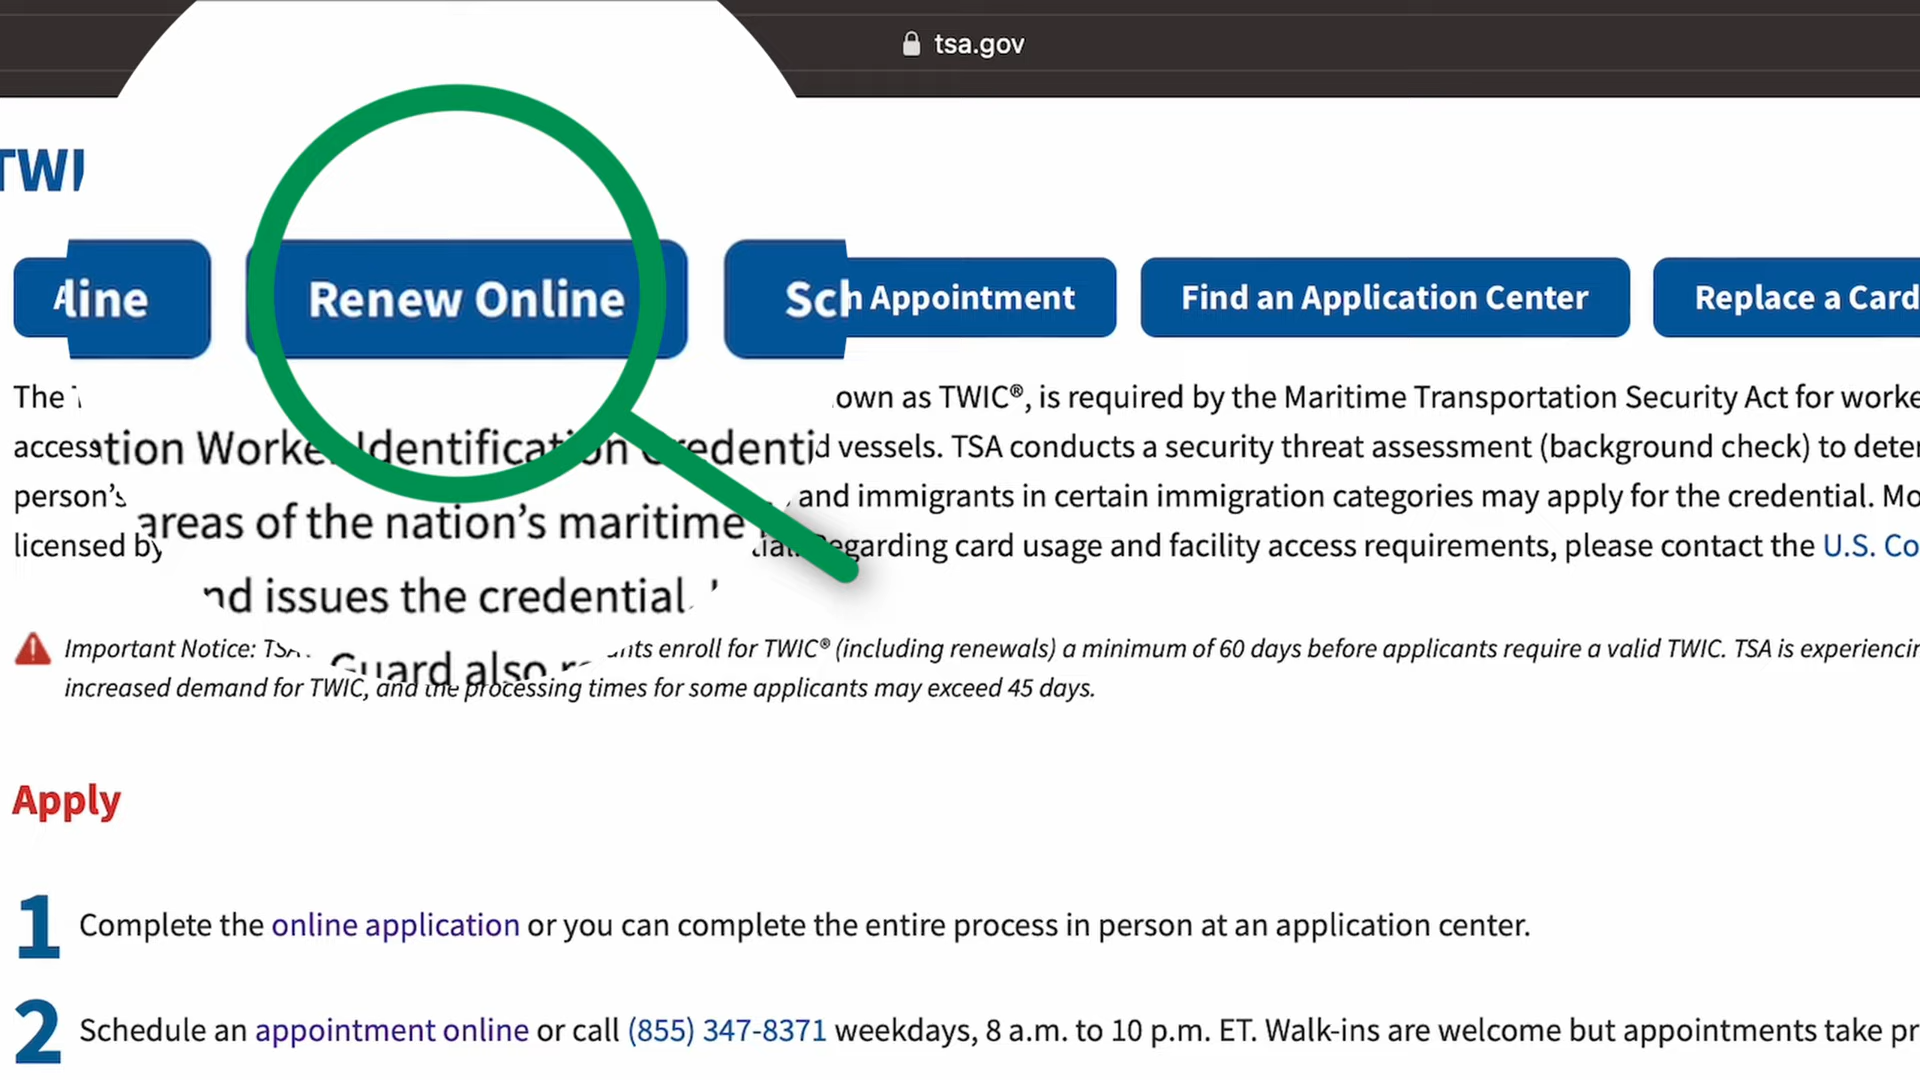 tsa.gov
TWI
line
Renew Online
Sch Appointment
Find an Application Center
Replace a Card
The own as TWIC®, is required by the Maritime Transportation Security Act for
access tion Worker Identification Credenti vessels. TSA conducts a security threat assessment (background check) to
person's and immigrants in certain immigration categories may apply for the credential.
areas of the nation's maritime
licensed by Regarding card usage and facility access requirements, please contact the U.S. Co
nd issues the credential.
Important Notice: TSA nts enroll for TWIC® (including renewals) a minimum of 60 days before applicants require a valid TWIC. TSA is
Guard also
increased demand for TWIC, and the processing times for some applicants may exceed 45 days.
Apply
1 Complete the online application or you can complete the entire process in person at an application center.
2 Schedule an appointment online or call (855) 347-8371 weekdays, 8 a.m. to 10 p.m. ET. Walk-ins are welcome but appointments take